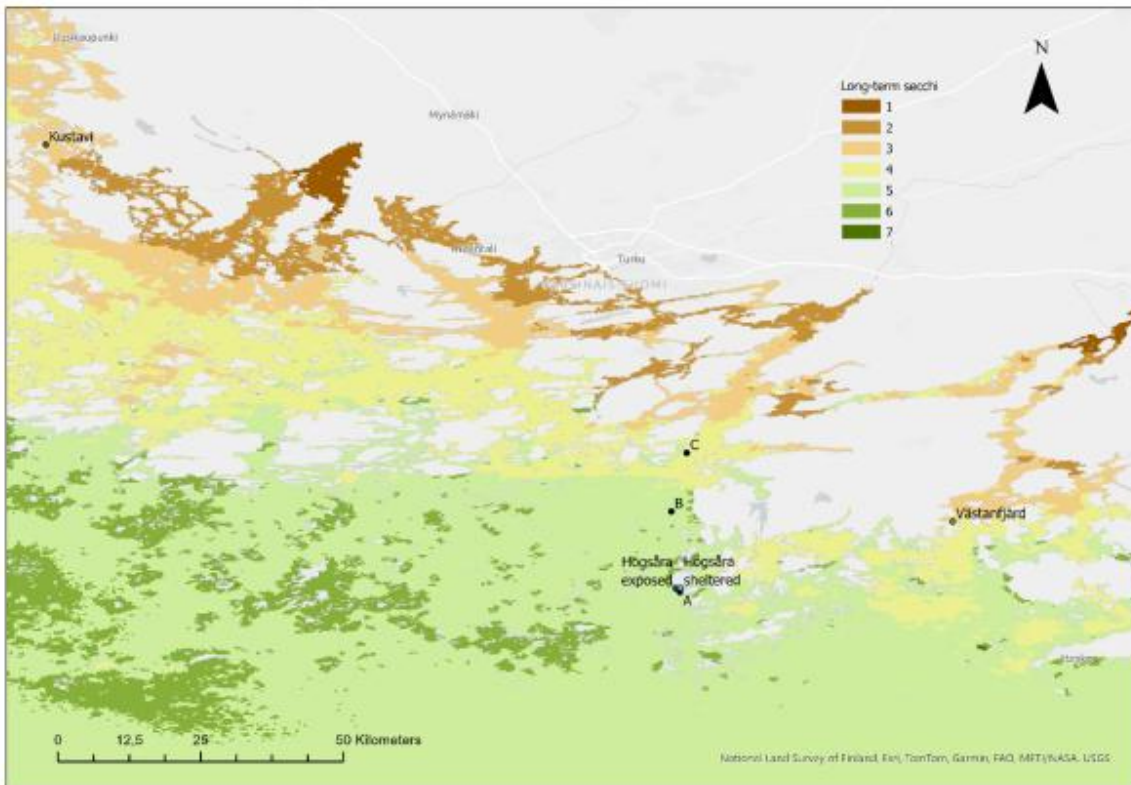 Uusikaupunki
Kustavi
Mynämäki
N
Long-term secchi
1
2
3
4
5
6
7
Turku
C
B
Västanfjärd
Högsåra Högsåra
exposed sheltered
A
0 12,5 25 50 Kilometers
National Land Survey of Finland, Esri, TomTom, Garmin, FAO, METI/NASA, USGS